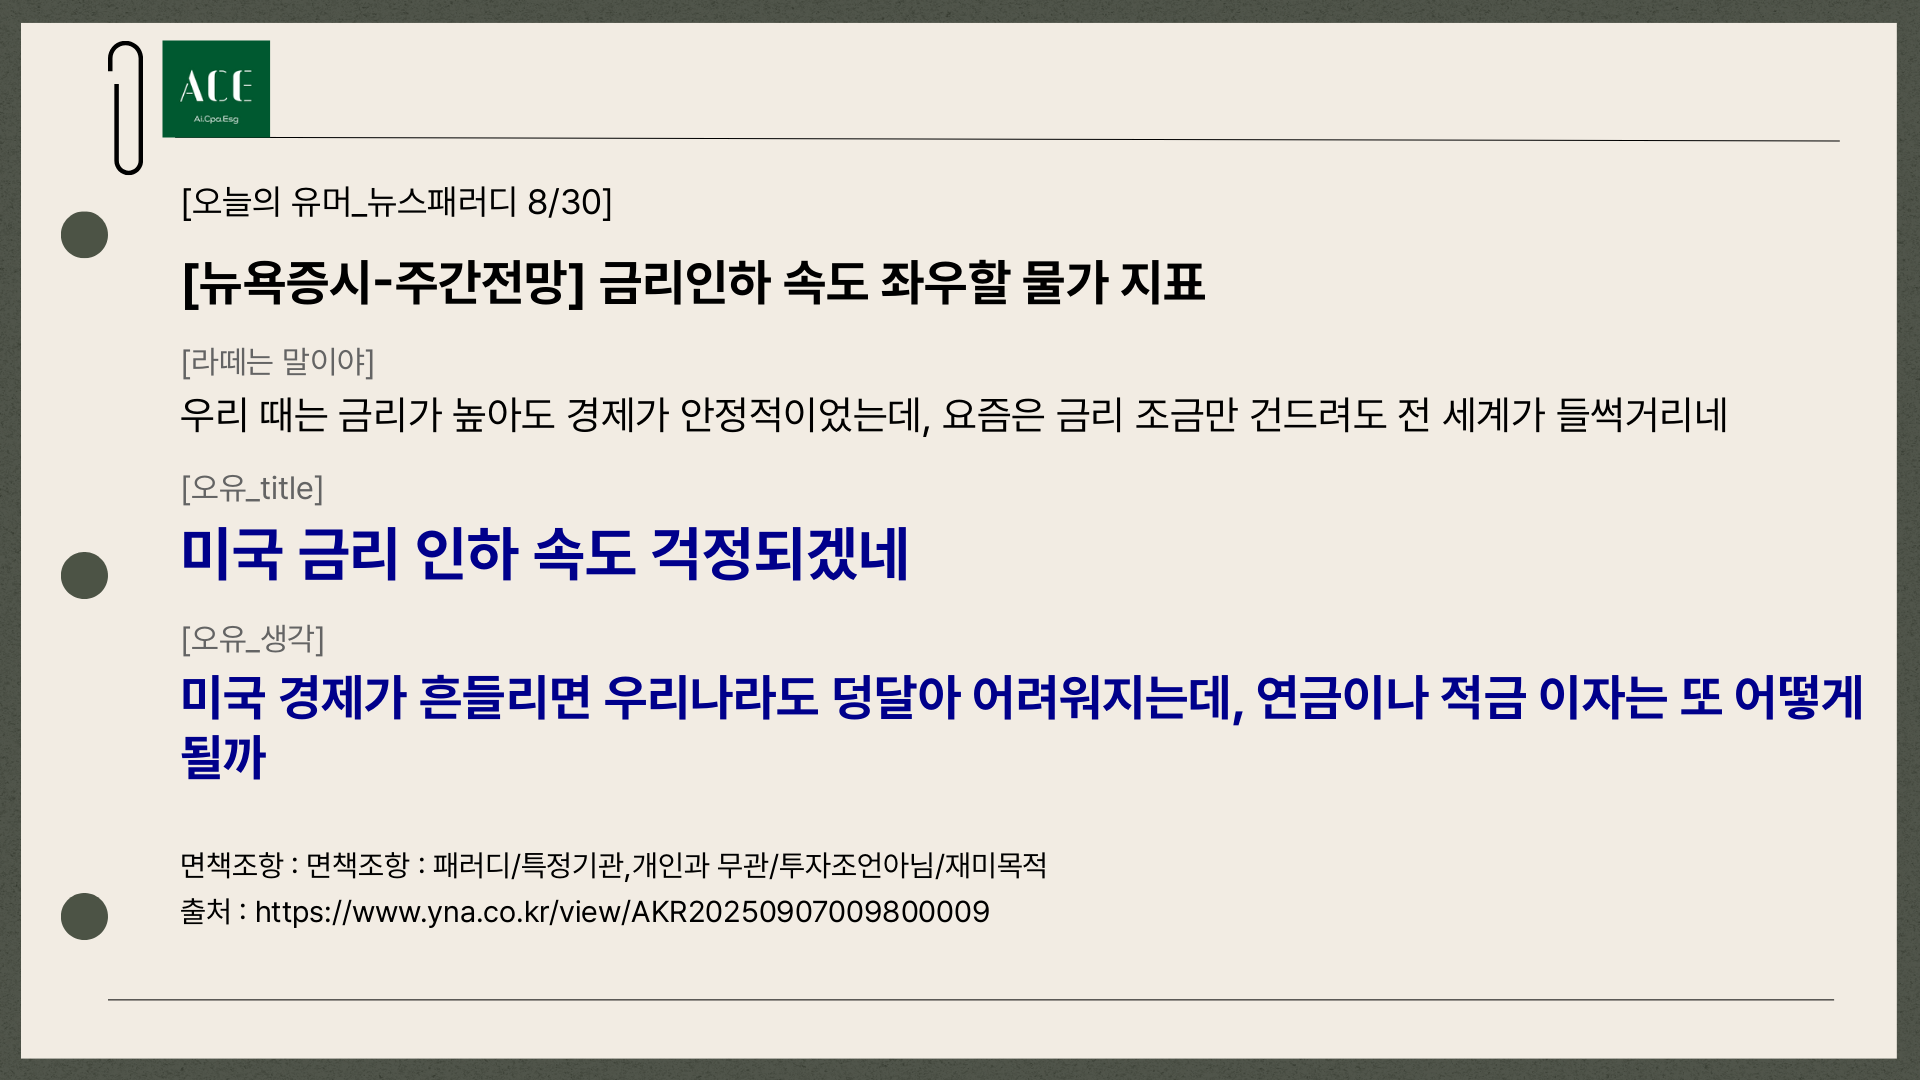 ACE
Ai.Cpa.Esg
[오늘의 유머_뉴스패러디 8/30]
[뉴욕증시-주간전망] 금리인하 속도 좌우할 물가 지표
[라떼는 말이야]
우리 때는 금리가 높아도 경제가 안정적이었는데, 요즘은 금리 조금만 건드려도 전 세계가 들썩거리네
[오유_title]
미국 금리 인하 속도 걱정되겠네
[오유_생각]
미국 경제가 흔들리면 우리나라도 덩달아 어려워지는데, 연금이나 적금 이자는 또 어떻게
될까
면책조항 : 면책조항 : 패러디/특정기관,개인과 무관/투자조언아님/재미목적
출처 : https://www.yna.co.kr/view/AKR20250907009800009